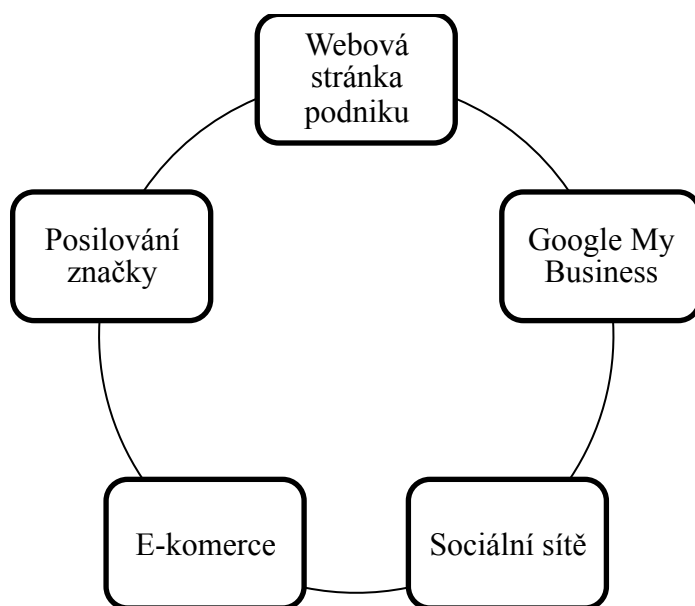 Webová
stránka
podniku
Google My
Business
Sociální sítě
E-komerce
Posilování
značky